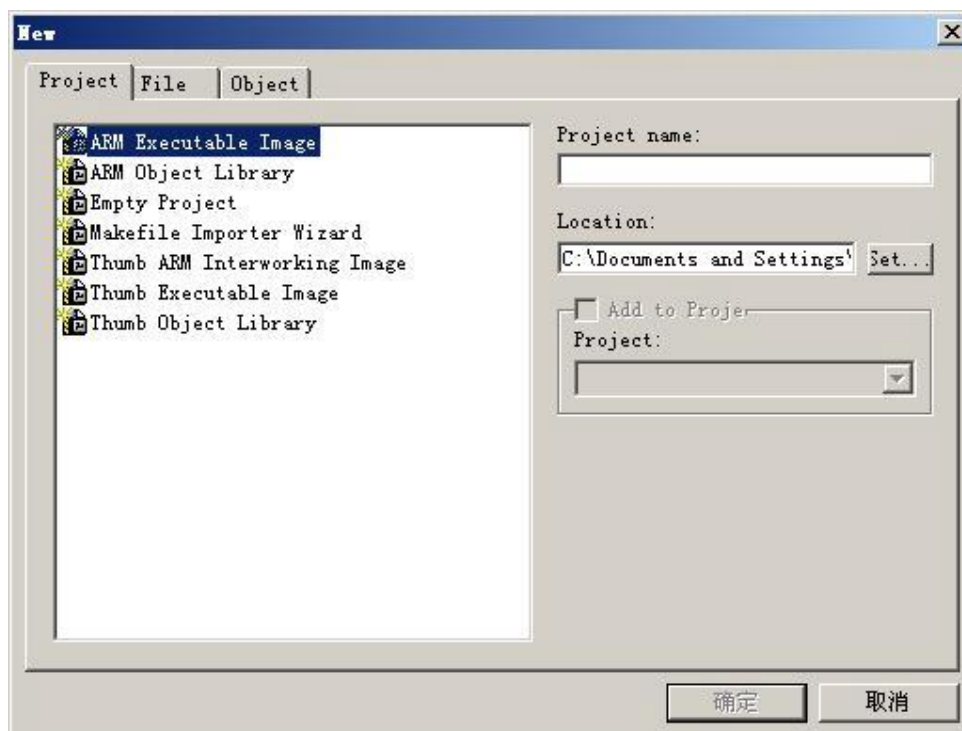 New
Project File Object
ARM Executable Image
ARM Object Library
Empty Project
Makefile Importer Wizard
Thumb ARM Interworking Image
Thumb Executable Image
Thumb Object Library
Project name:
Location:
C:\Documents and Settings\ Set...
Add to Proje
Project:
确定 取消